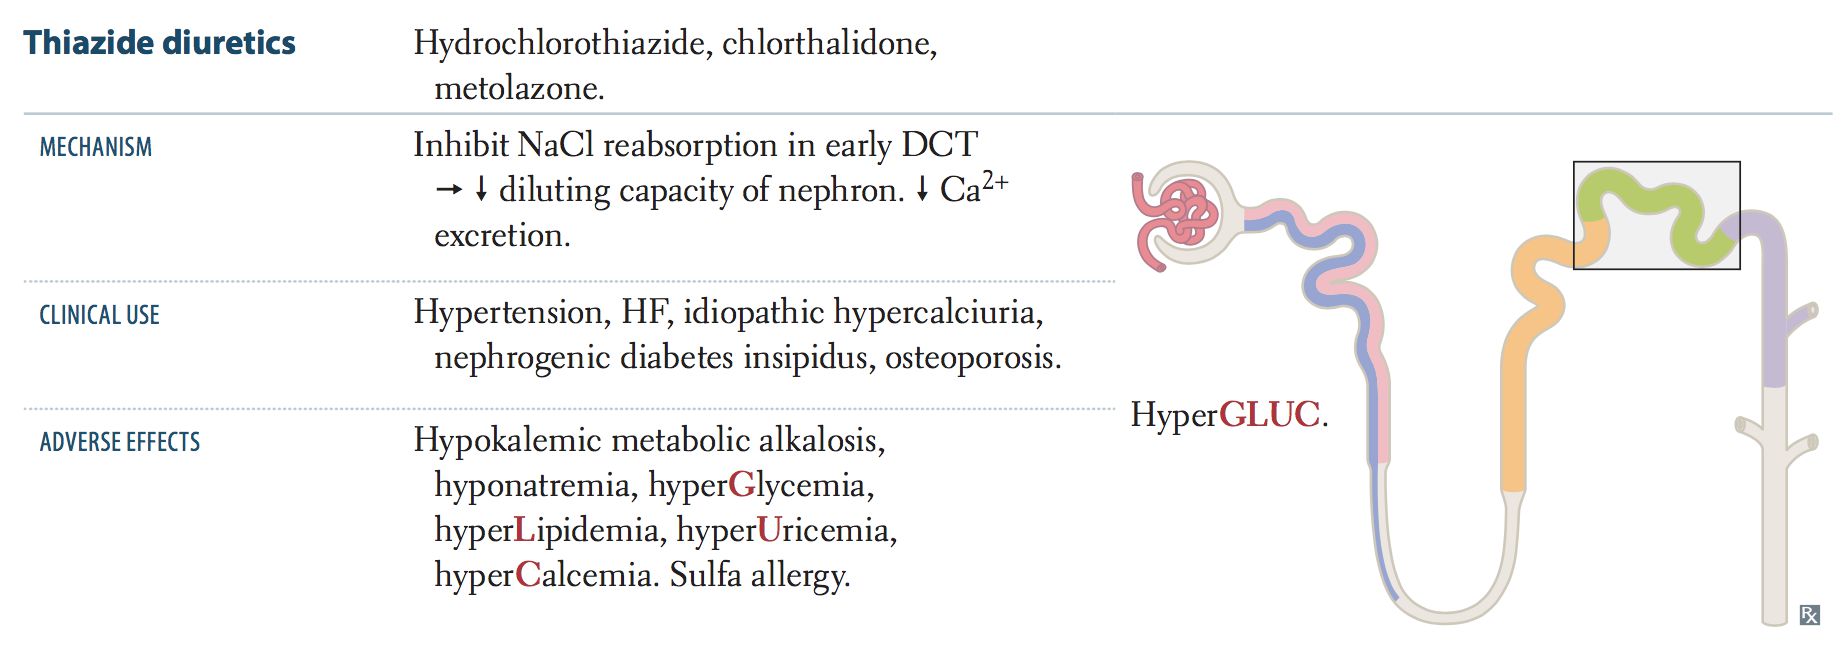 Thiazide diuretics
Hydrochlorothiazide, chlorthalidone,
metolazone.
MECHANISM
Inhibit NaCl reabsorption in early DCT
→ ↓ diluting capacity of nephron. ↓ Ca²⁺
excretion.
CLINICAL USE
Hypertension, HF, idiopathic hypercalciuria,
nephrogenic diabetes insipidus, osteoporosis.
ADVERSE EFFECTS
Hypokalemic metabolic alkalosis,
hyponatremia, hyperGlycemia,
hyperLipidemia, hyperUricemia,
hyperCalcemia. Sulfa allergy.
HyperGLUC.
Rx